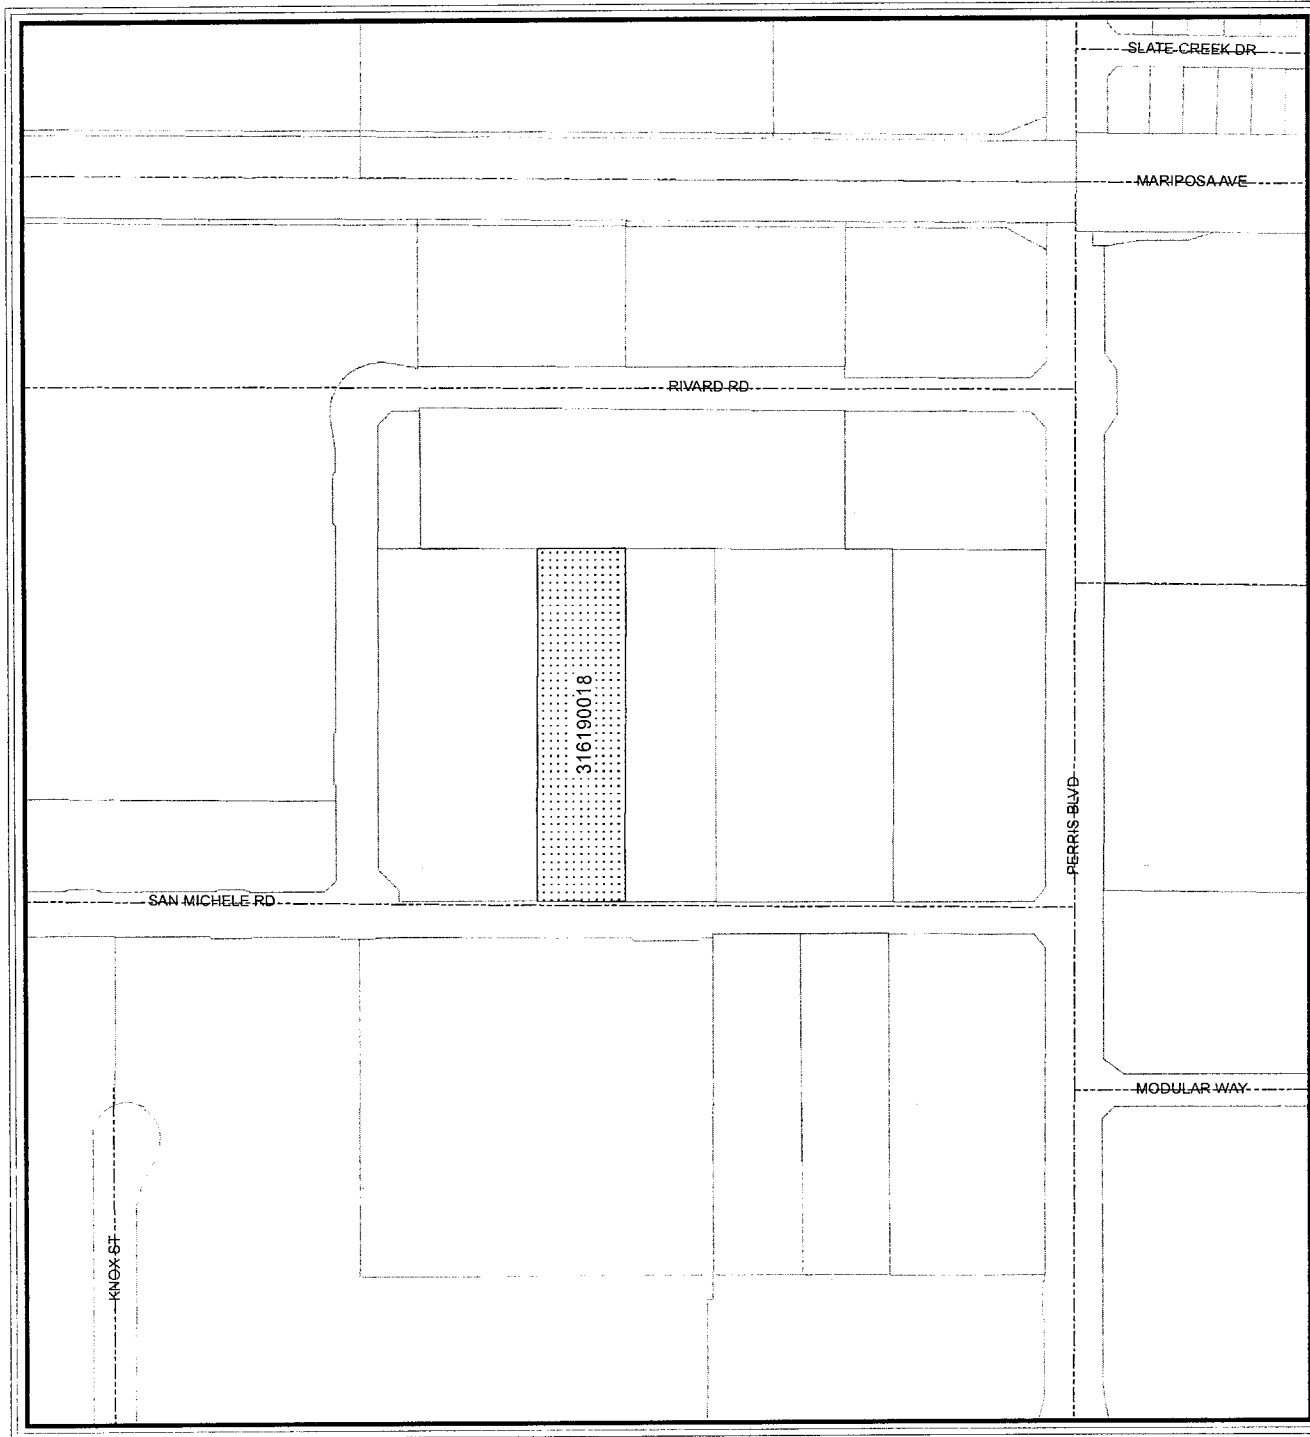 SLATE CREEK DR
MARIPOSA AVE
RIVARD RD
316190018
PERRIS BLVD
SAN MICHELE RD
MODULAR WAY
KNOX ST